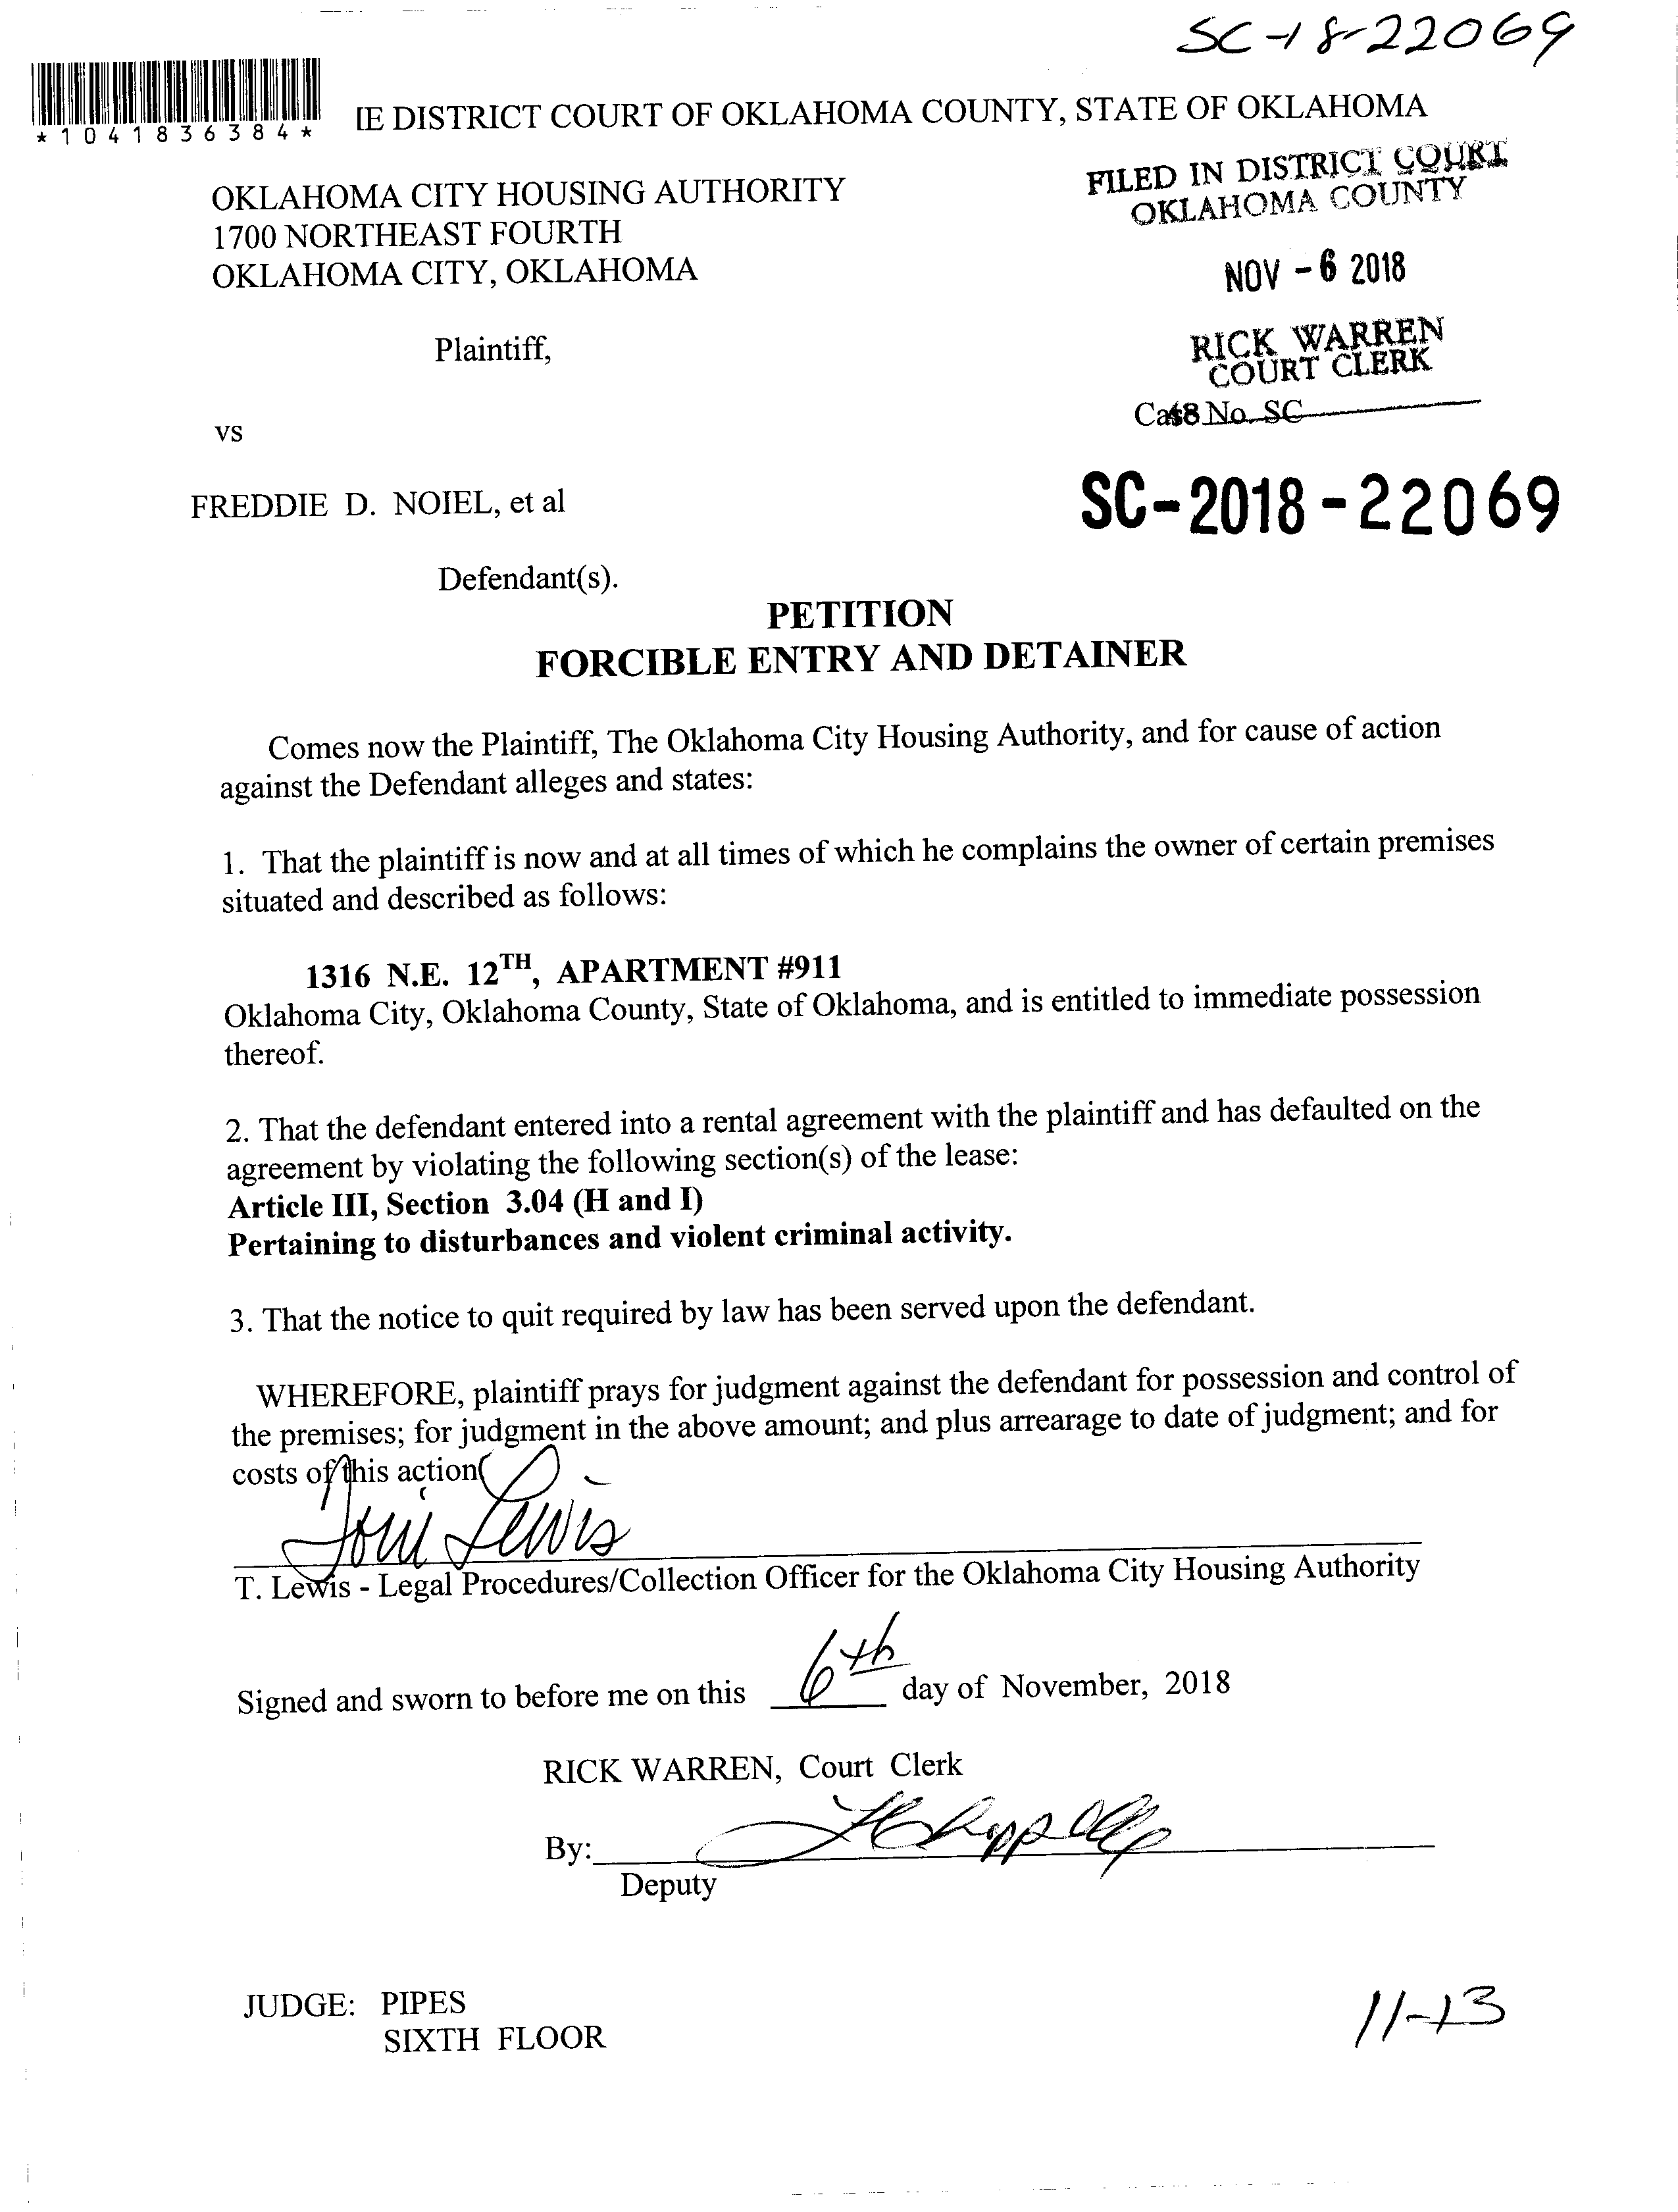 SC-18-22069
*1041836384*
IE DISTRICT COURT OF OKLAHOMA COUNTY, STATE OF OKLAHOMA
FILED IN DISTRICT COURT
OKLAHOMA COUNTY
OKLAHOMA CITY HOUSING AUTHORITY
1700 NORTHEAST FOURTH
OKLAHOMA CITY, OKLAHOMA
NOV - 6 2018
Plaintiff,
RICK WARREN
COURT CLERK
No. SC
vs
FREDDIE D. NOIEL, et al
SC-2018-22069
Defendant(s).
PETITION
FORCIBLE ENTRY AND DETAINER
Comes now the Plaintiff, The Oklahoma City Housing Authority, and for cause of action
against the Defendant alleges and states:
1. That the plaintiff is now and at all times of which he complains the owner of certain premises
situated and described as follows:
1316 N.E. 12TH, APARTMENT #911
Oklahoma City, Oklahoma County, State of Oklahoma, and is entitled to immediate possession
thereof.
2. That the defendant entered into a rental agreement with the plaintiff and has defaulted on the
agreement by violating the following section(s) of the lease:
Article III, Section 3.04 (H and I)
Pertaining to disturbances and violent criminal activity.
3. That the notice to quit required by law has been served upon the defendant.
WHEREFORE, plaintiff prays for judgment against the defendant for possession and control of
the premises; for judgment in the above amount; and plus arrearage to date of judgment; and for
costs of this action
Toni Lewis
T. Lewis - Legal Procedures/Collection Officer for the Oklahoma City Housing Authority
Signed and sworn to before me on this 6th day of November, 2018
RICK WARREN, Court Clerk
By:
Deputy
JUDGE: PIPES
SIXTH FLOOR
11-13